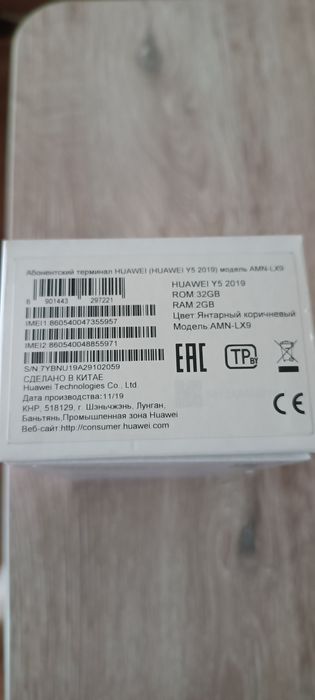 Абонентский терминал HUAWEI (HUAWEI Y5 2019) модель AMN-LX9
6 901443 297221
IMEI1:860540047355957
IMEI2:860540048855971
S/N:7YBNU19A29102059
СДЕЛАНО В КИТАЕ
Huawei Technologies Co., Ltd
Дата производства: 11/19
КНР, 518129, г. Шэньчжэнь, Лунган,
Баньтянь,Промышленная зона Huawei
Веб-сайт:http://consumer.huawei.com
HUAWEI Y5 2019
ROM:32GB
RAM:2GB
Цвет:Янтарный коричневый
Модель:AMN-LX9
EAC
TP BY
CE